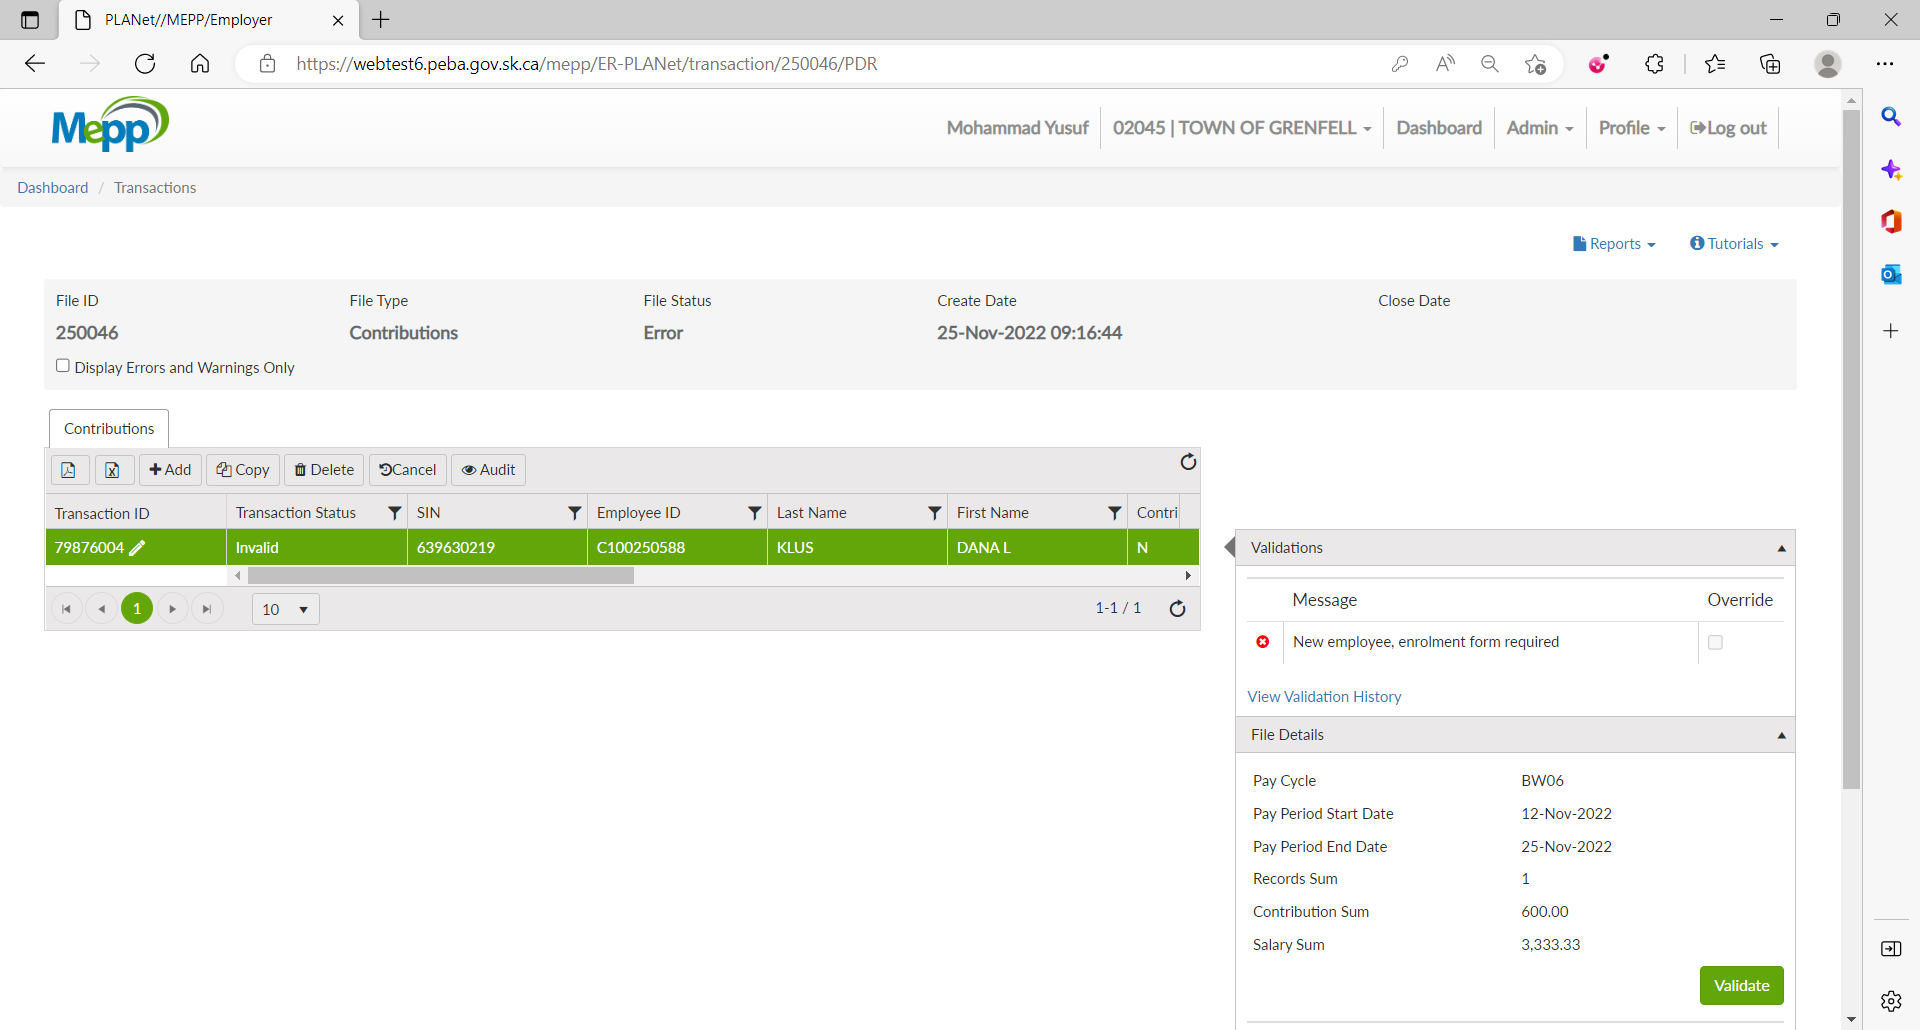 PLANet//MEPP/Employer
https://webtest6.peba.gov.sk.ca/mepp/ER-PLANet/transaction/250046/PDR
Mepp
Mohammad Yusuf
02045 | TOWN OF GRENFELL
Dashboard
Admin
Profile
Log out
Dashboard / Transactions
Reports
Tutorials
File ID
File Type
File Status
Create Date
Close Date
250046
Contributions
Error
25-Nov-2022 09:16:44
Display Errors and Warnings Only
Contributions
Add
Copy
Delete
Cancel
Audit
Transaction ID
Transaction Status
SIN
Employee ID
Last Name
First Name
Contri
79876004
Invalid
639630219
C100250588
KLUS
DANA L
N
1
10
1-1 / 1
Validations
Message
Override
New employee, enrolment form required
View Validation History
File Details
Pay Cycle
BW06
Pay Period Start Date
12-Nov-2022
Pay Period End Date
25-Nov-2022
Records Sum
1
Contribution Sum
600.00
Salary Sum
3,333.33
Validate